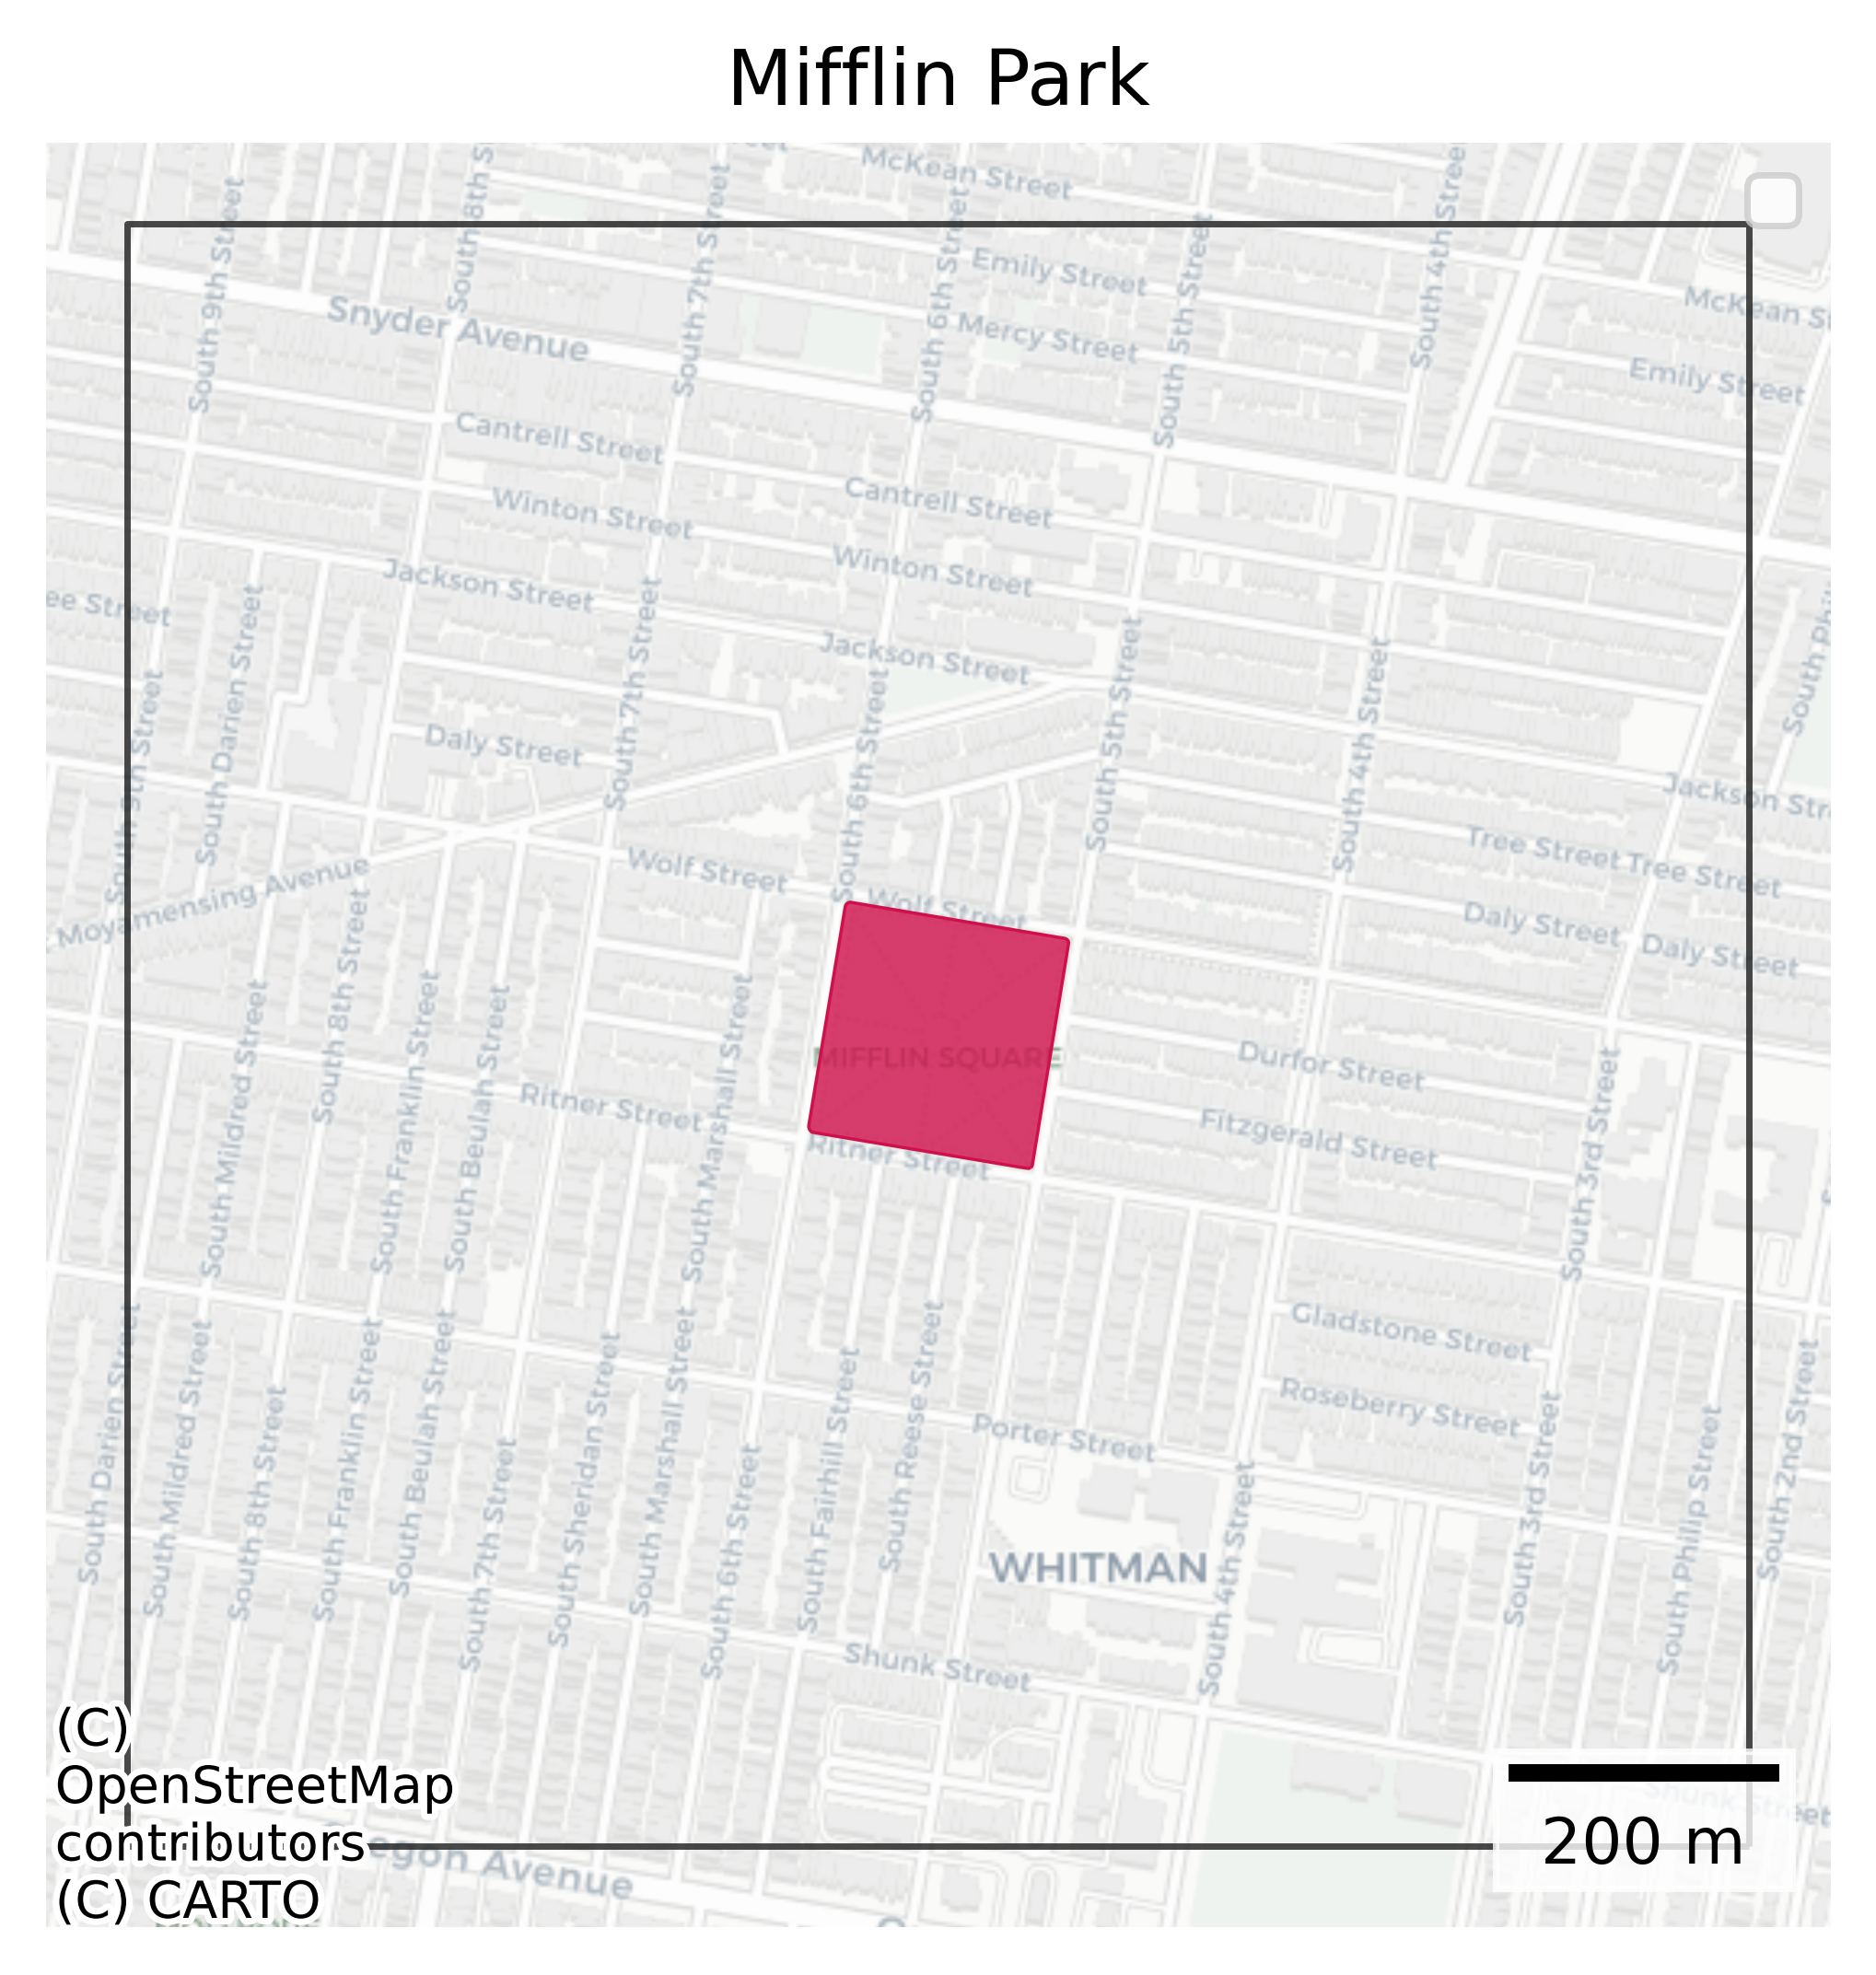 Mifflin Park
McKean Street
South 9th Street
South 8th S
South 7th Street
South 6th Street
South 5th Street
South 4th Street
Emily Street
McKean St
Snyder Avenue
Mercy Street
Emily Street
Cantrell Street
Cantrell Street
Winton Street
Winton Street
Jackson Street
Jackson Street
ee Street
South Darien Street
South 7th Street
South 6th Street
South 5th Street
South 4th Street
South Phil
South 9th Street
Daly Street
Jackson Stre
Tree Street
Tree Street
Wolf Street
Wolf Street
Moyamensing Avenue
Daly Street
Daly Street
South 8th Street
South Mildred Street
South Franklin Street
South Beulah Street
South Marshall Street
MIFFLIN SQUARE
Durfor Street
Ritner Street
Ritner Street
Fitzgerald Street
South 3rd Street
Gladstone Street
Roseberry Street
South Darien Street
South Mildred Street
South 8th Street
South Franklin Street
South Beulah Street
South 7th Street
South Sheridan Street
South Marshall Street
South 6th Street
South Fairhill Street
South Reese Street
Porter Street
South 4th Street
South 3rd Street
South Philip Street
South 2nd Street
WHITMAN
Shunk Street
Shunk Street
egon Avenue
(C)
OpenStreetMap
contributors
(C) CARTO
200 m